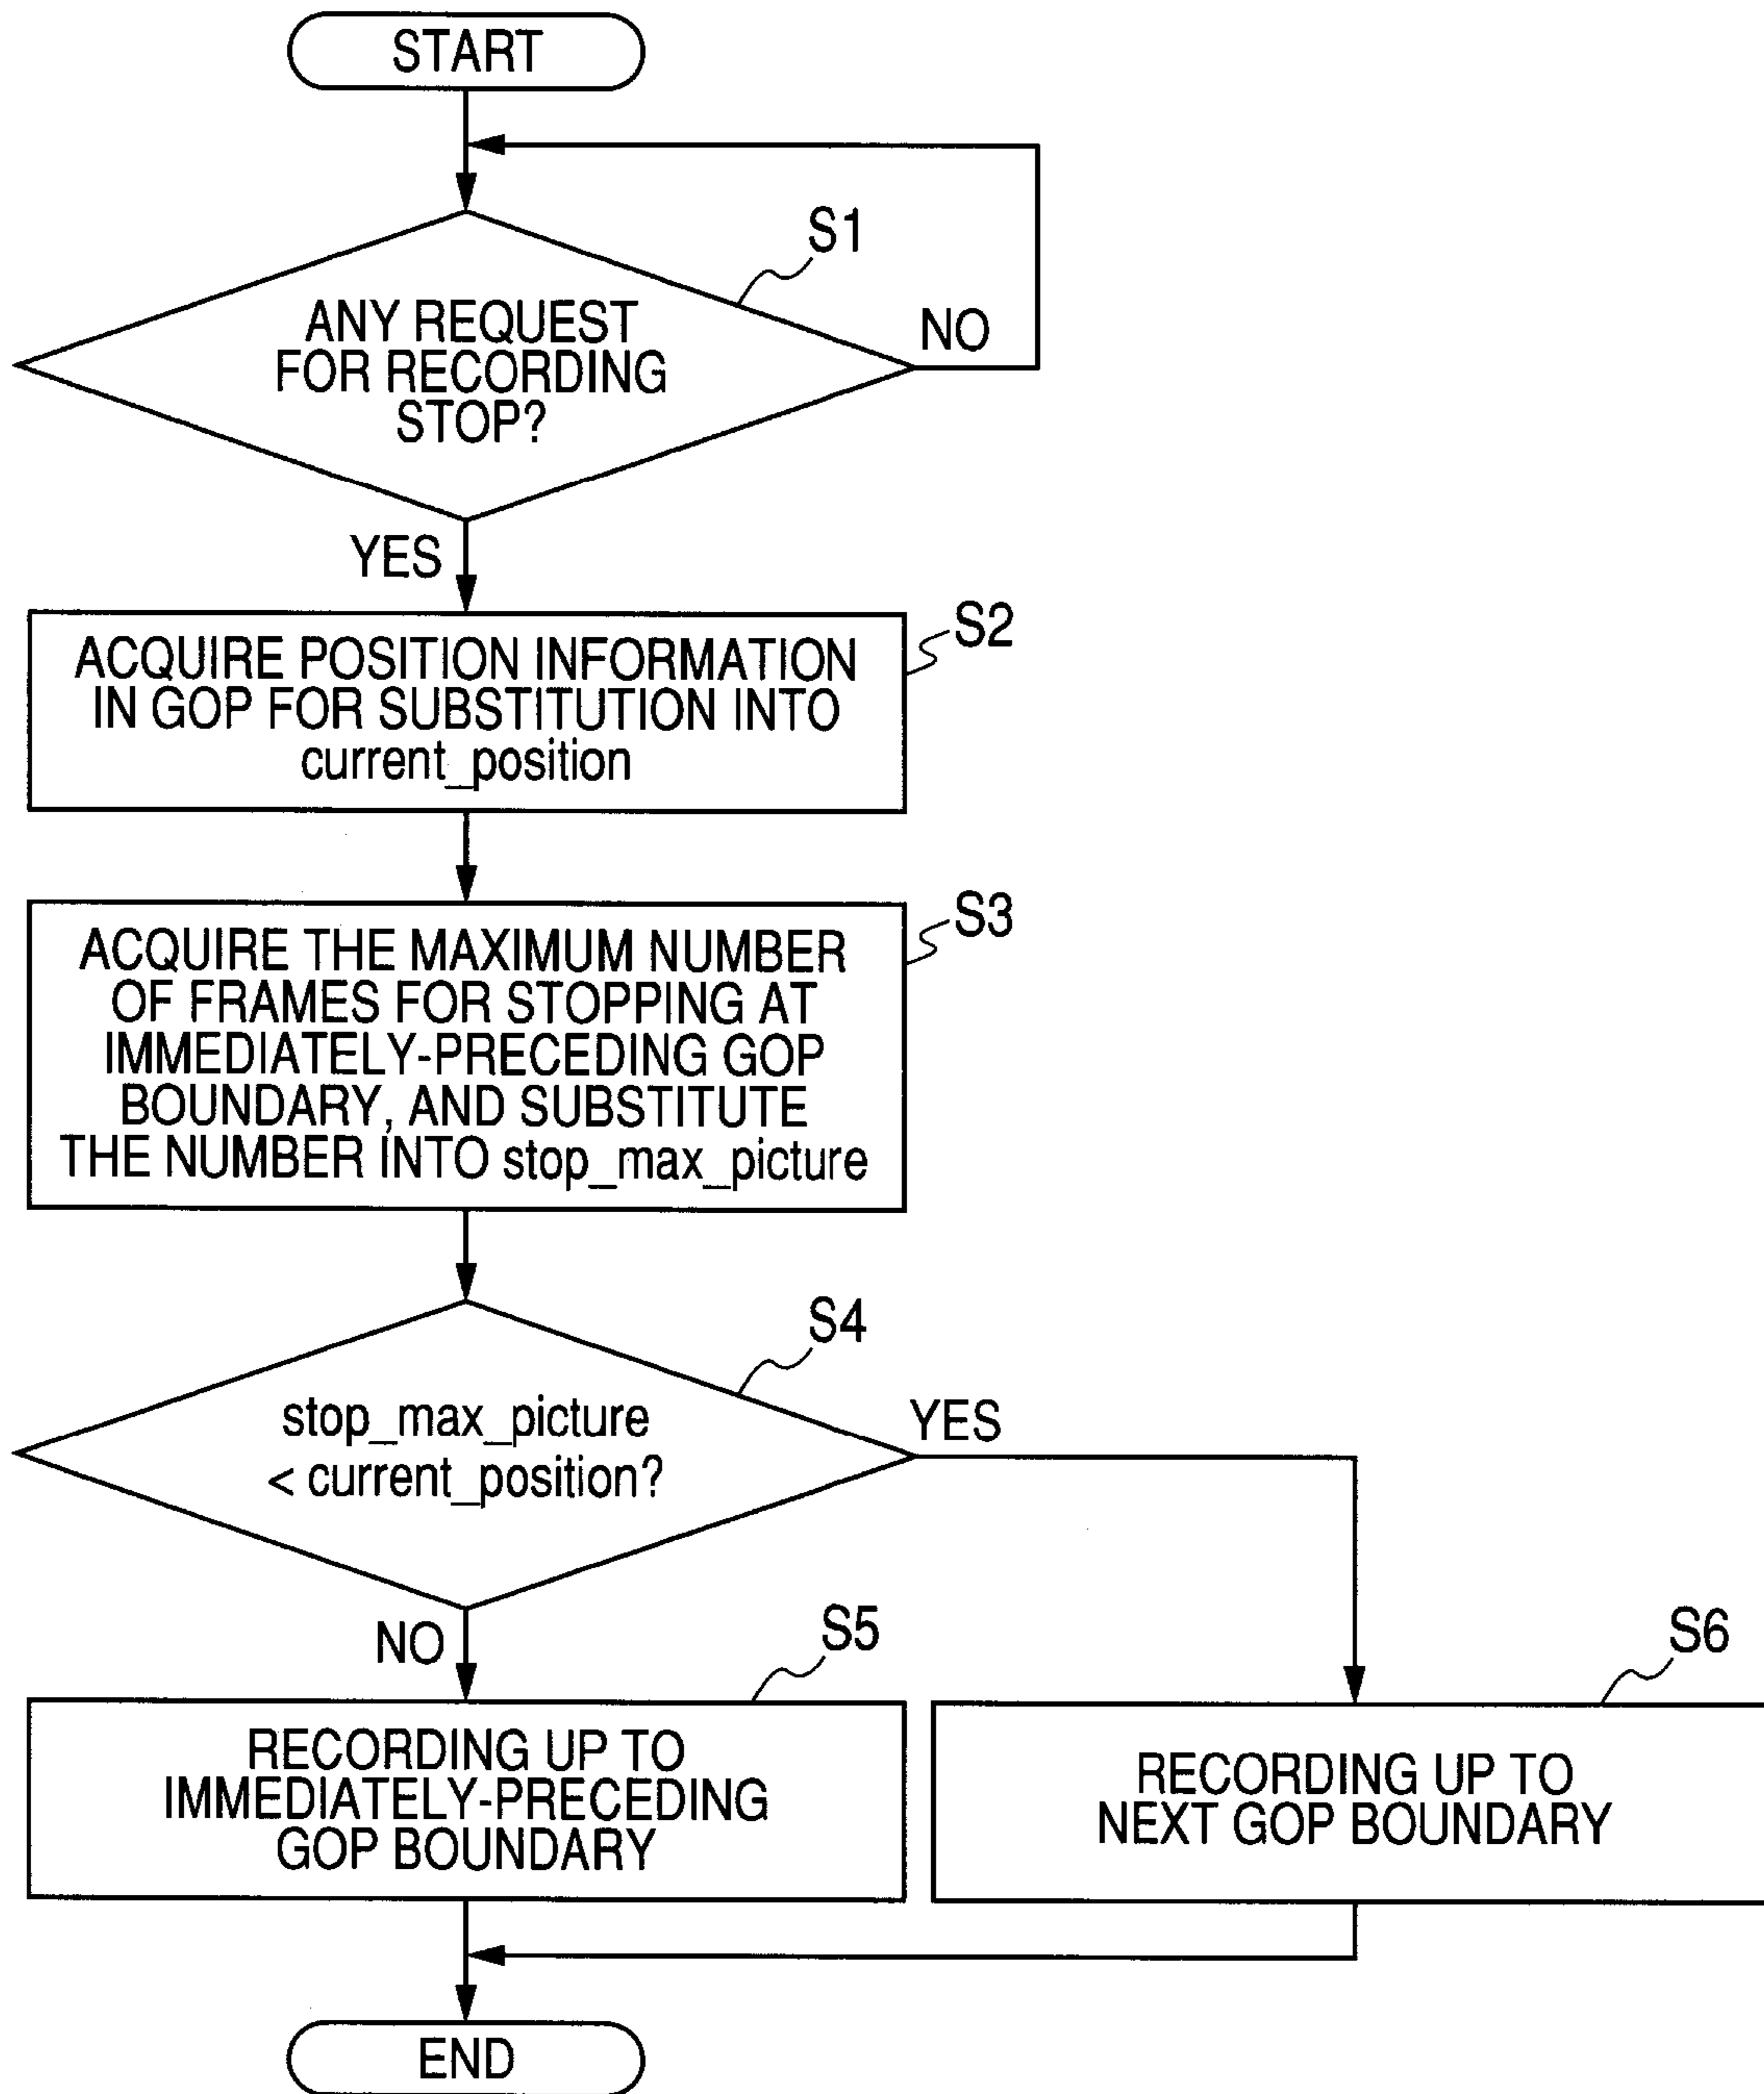 START
S1
ANY REQUEST
FOR RECORDING
STOP?
NO
YES
S2
ACQUIRE POSITION INFORMATION
IN GOP FOR SUBSTITUTION INTO
current_position
S3
ACQUIRE THE MAXIMUM NUMBER
OF FRAMES FOR STOPPING AT
IMMEDIATELY-PRECEDING GOP
BOUNDARY, AND SUBSTITUTE
THE NUMBER INTO stop_max_picture
S4
stop_max_picture
< current_position?
YES
NO
S5
RECORDING UP TO
IMMEDIATELY-PRECEDING
GOP BOUNDARY
S6
RECORDING UP TO
NEXT GOP BOUNDARY
END